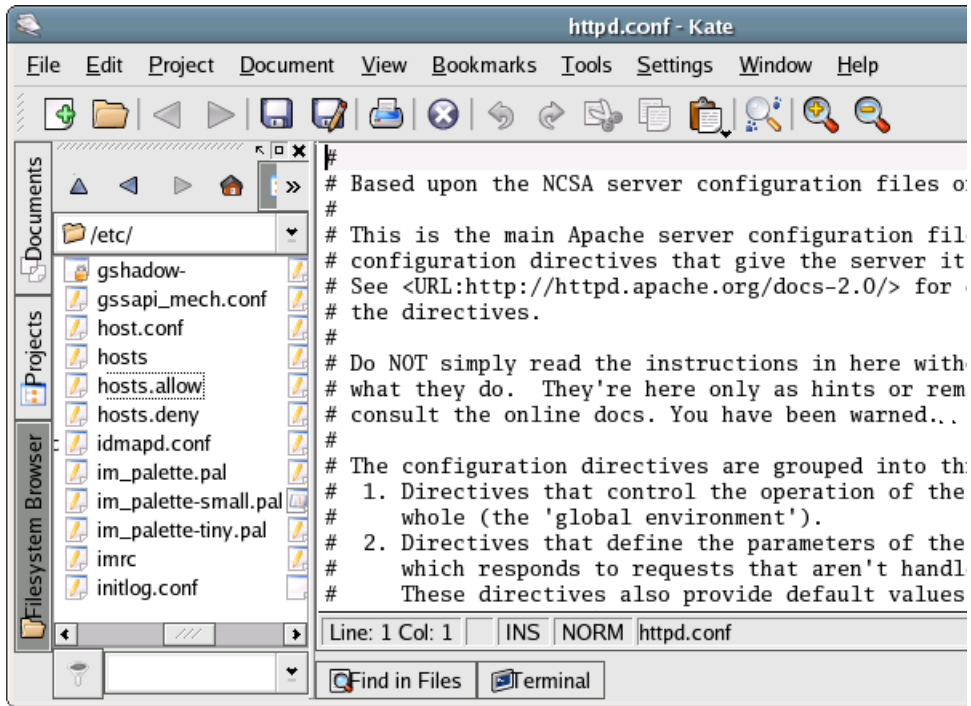 httpd.conf - Kate
File Edit Project Document View Bookmarks Tools Settings Window Help
Documents
Projects
Filesystem Browser
/etc/
gshadow-
gssapi_mech.conf
host.conf
hosts
hosts.allow
hosts.deny
idmapd.conf
im_palette.pal
im_palette-small.pal
im_palette-tiny.pal
imrc
initlog.conf
#
# Based upon the NCSA server configuration files
#
# This is the main Apache server configuration
# configuration directives that give the server it
# See <URL:http://httpd.apache.org/docs-2.0/> for
# the directives.
#
# Do NOT simply read the instructions in here
# what they do. They're here only as hints or
# consult the online docs. You have been warned.
#
# The configuration directives are grouped into
# 1. Directives that control the operation of the
# whole (the 'global environment').
# 2. Directives that define the parameters of the
# which responds to requests that aren't
# These directives also provide default values
Line: 1 Col: 1 INS NORM httpd.conf
Find in Files Terminal